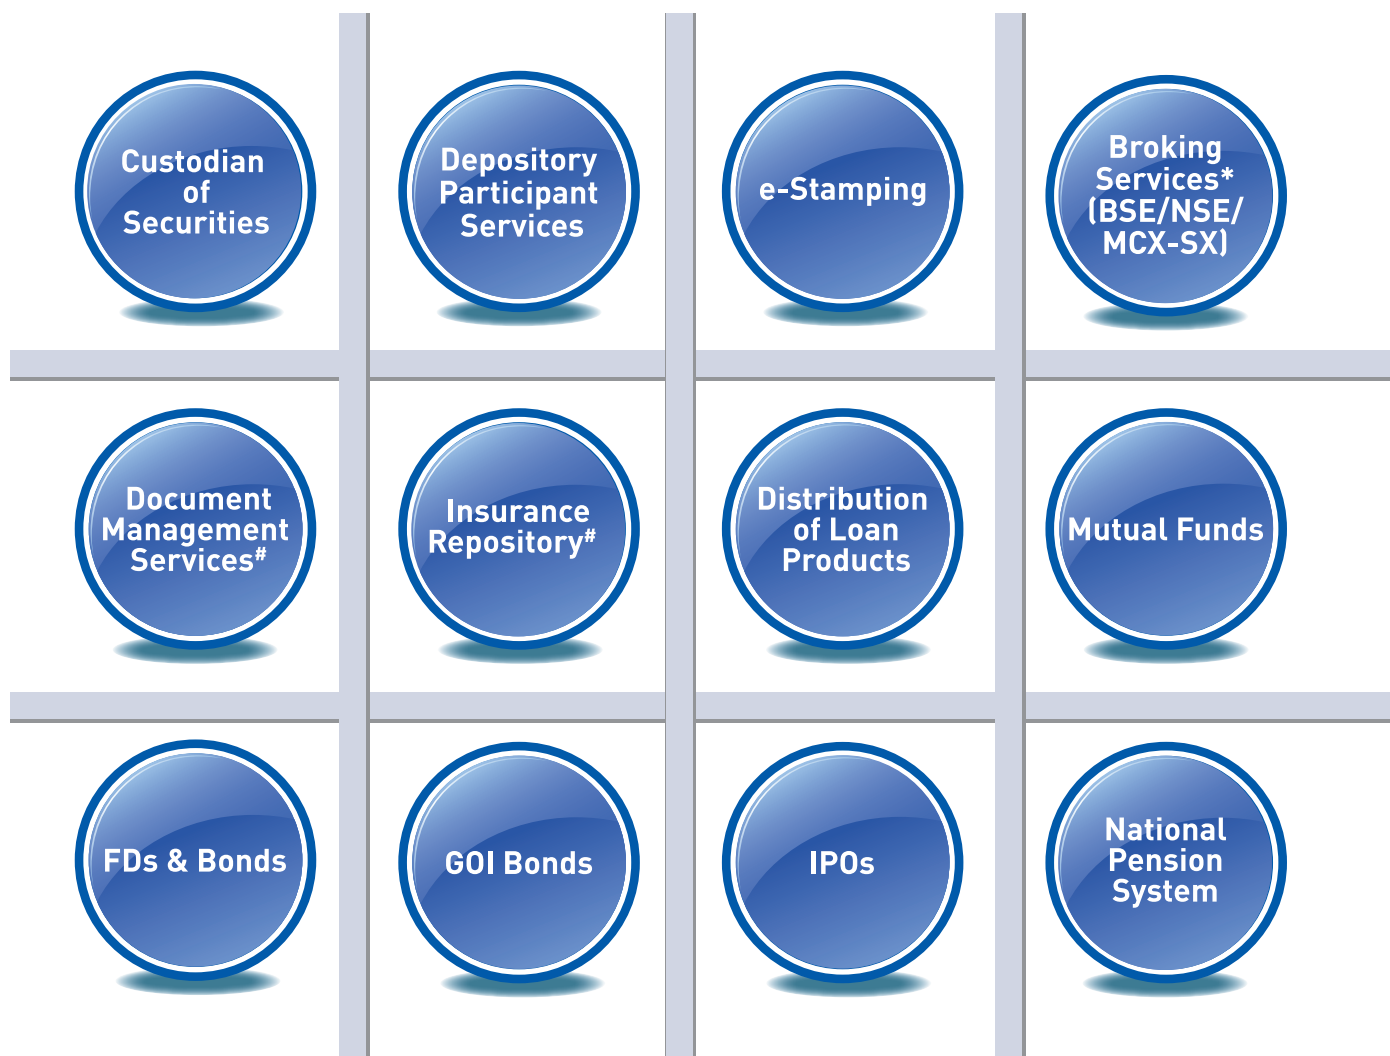 Custodian
of
Securities
Depository
Participant
Services
e-Stamping
Broking
Services*
(BSE/NSE/
MCX-SX)
Document
Management
Services#
Insurance
Repository#
Distribution
of Loan
Products
Mutual Funds
FDs & Bonds
GOI Bonds
IPOs
National
Pension
System